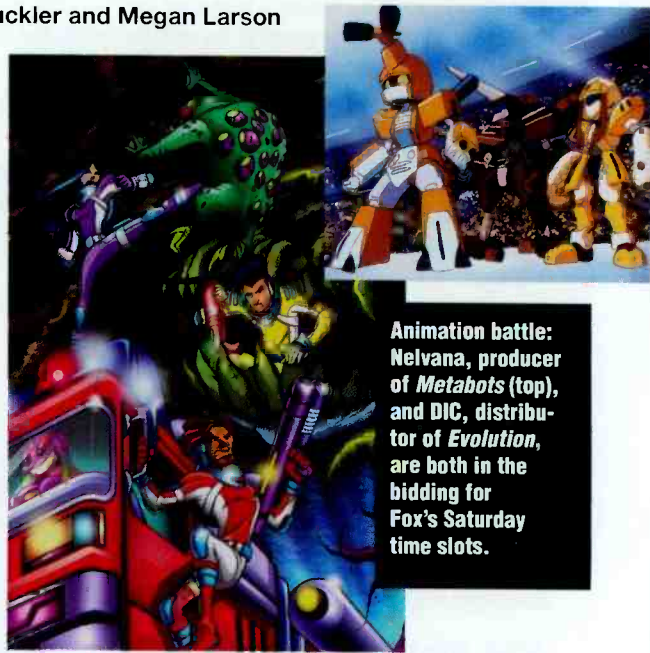 and Megan Larson
Animation battle:
Nelvana, producer
of Metabots (top),
and DIC, distribu-
tor of Evolution,
are both in the
bidding for
Fox's Saturday
time slots.